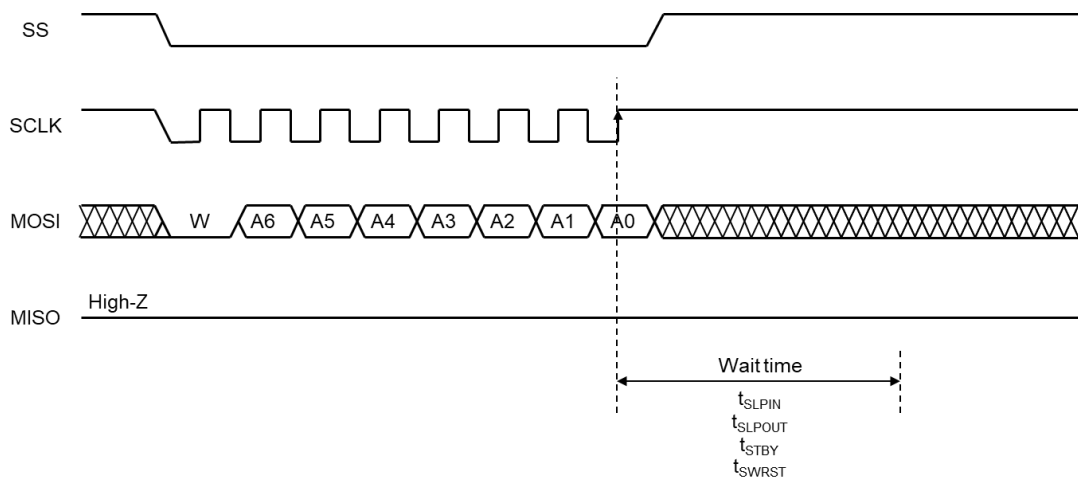 SS
SCLK
MOSI W A6 A5 A4 A3 A2 A1 A0
High-Z
MISO
Wait time
tSLPIN
tSLPOUT
tSTBY
tSWRST